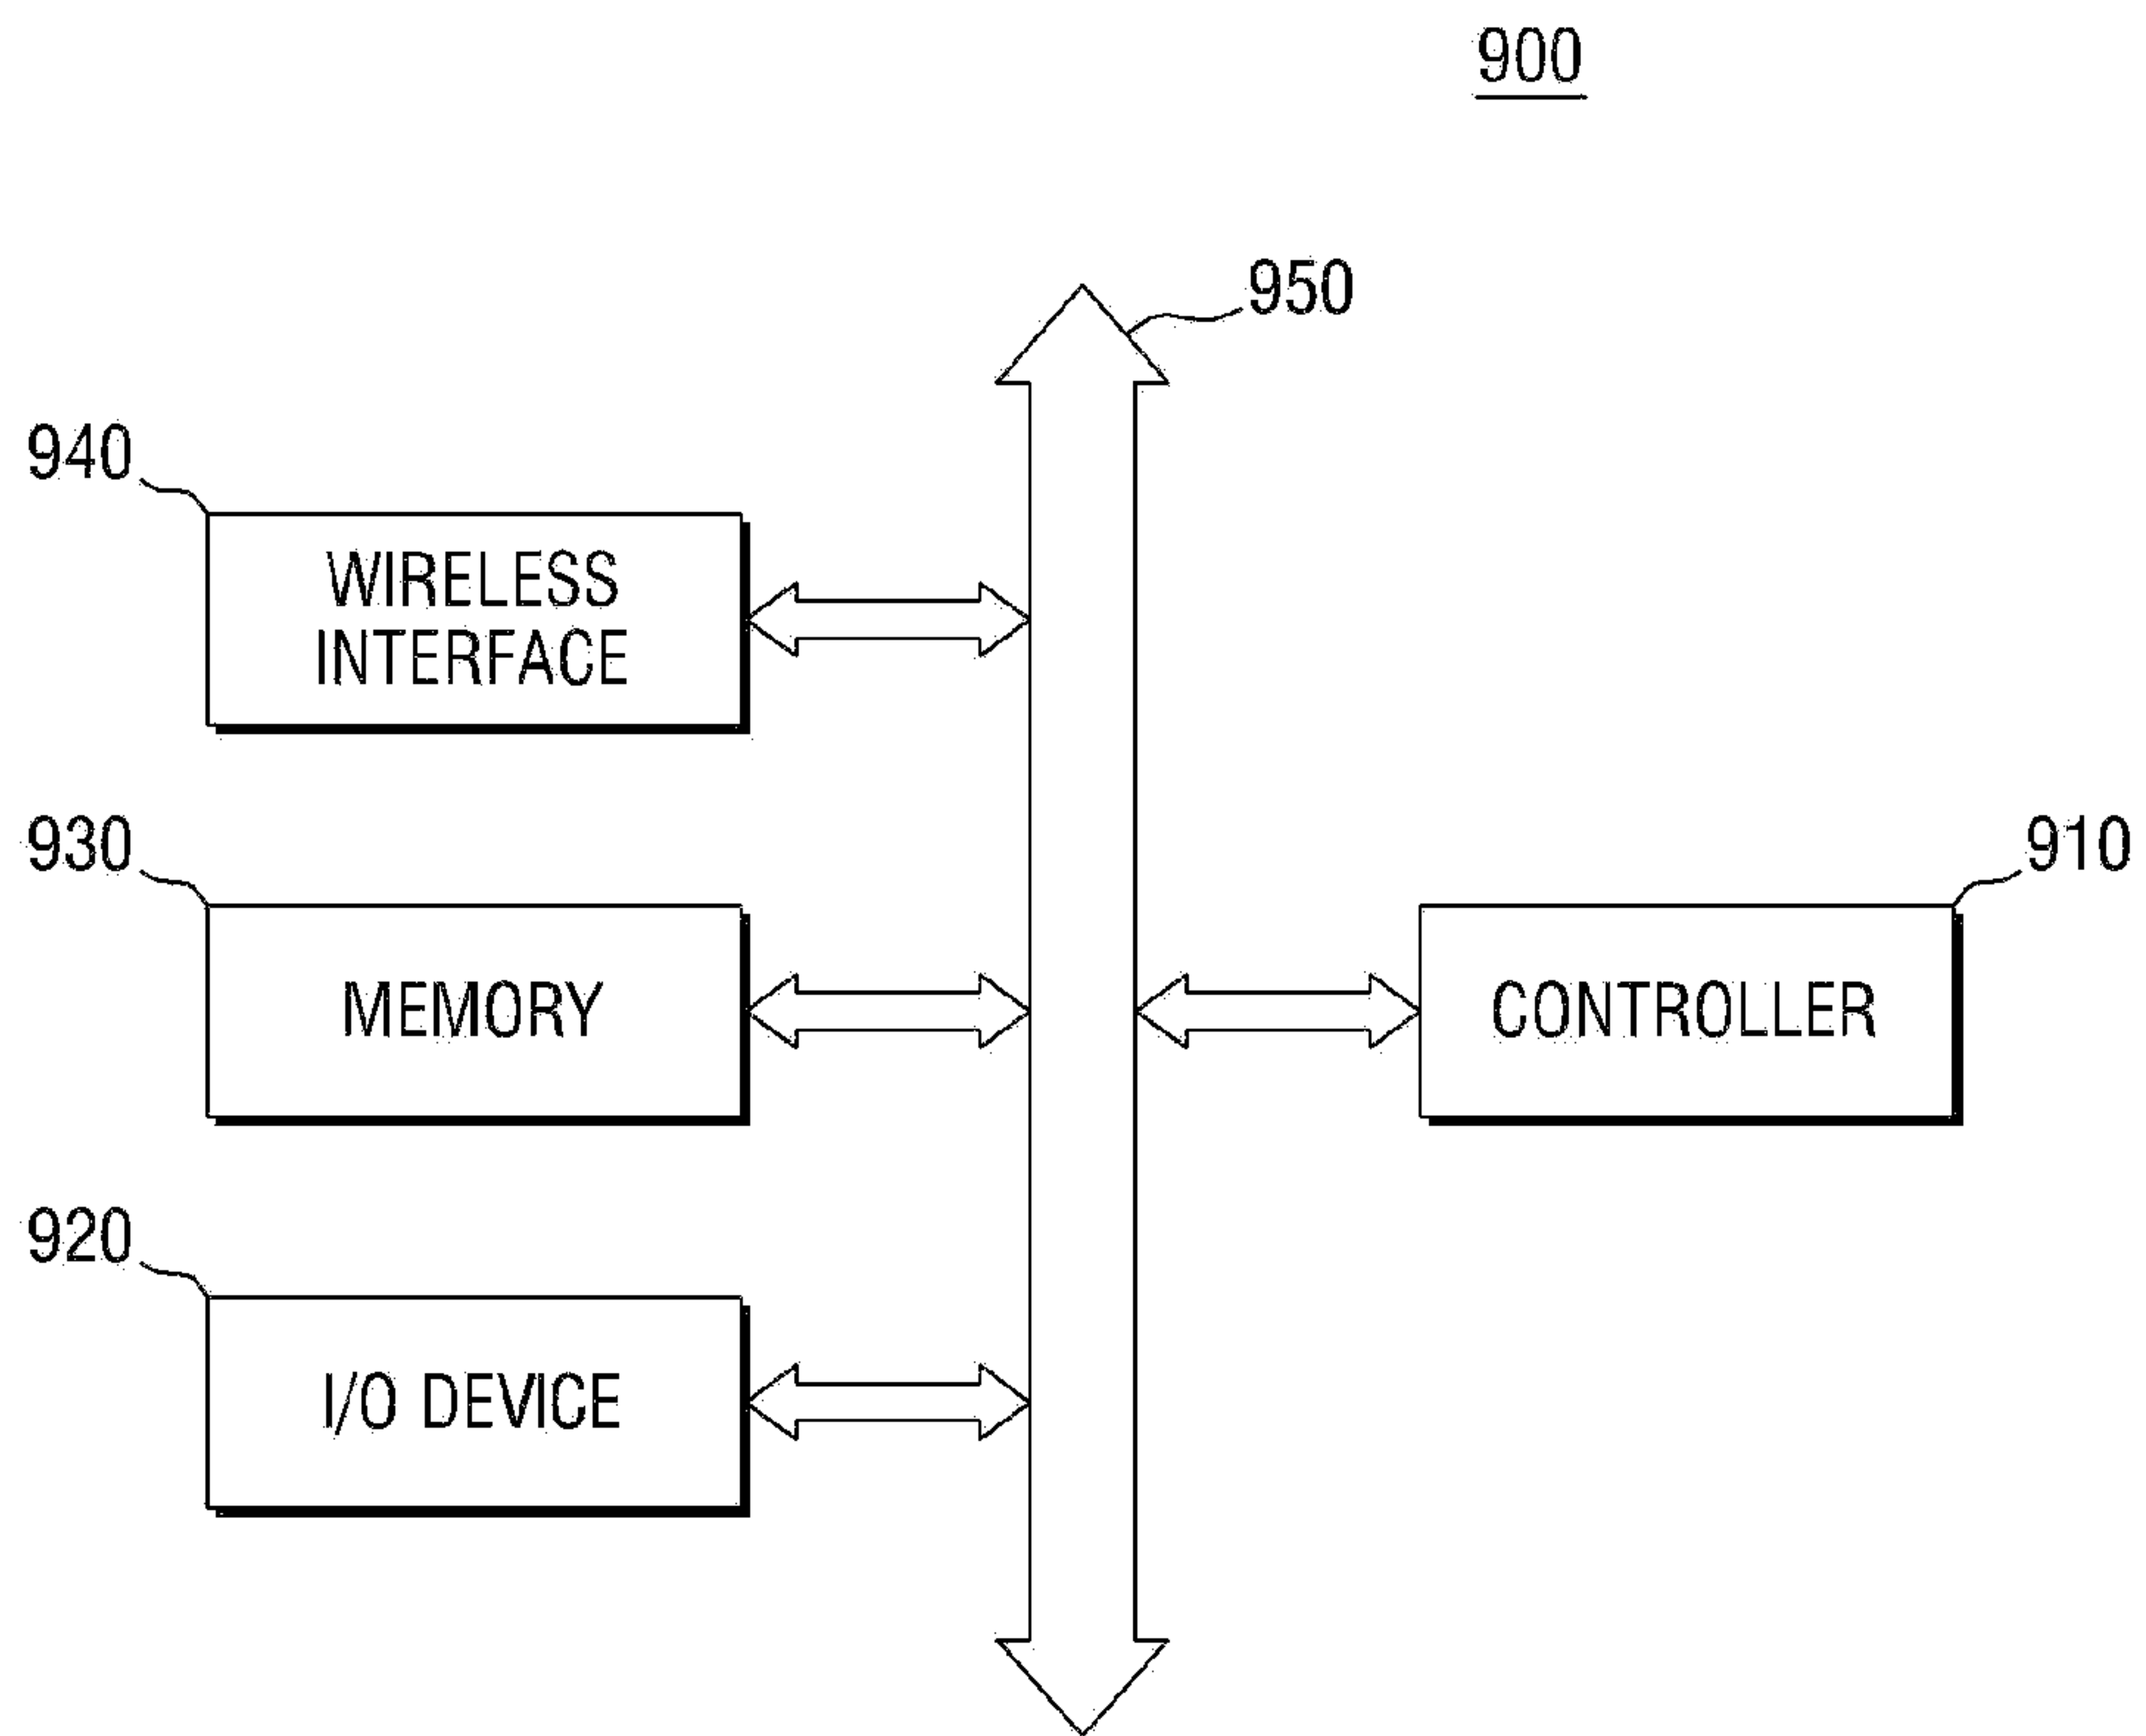 900
950
940
WIRELESS
INTERFACE
930
910
MEMORY
CONTROLLER
920
I/O DEVICE